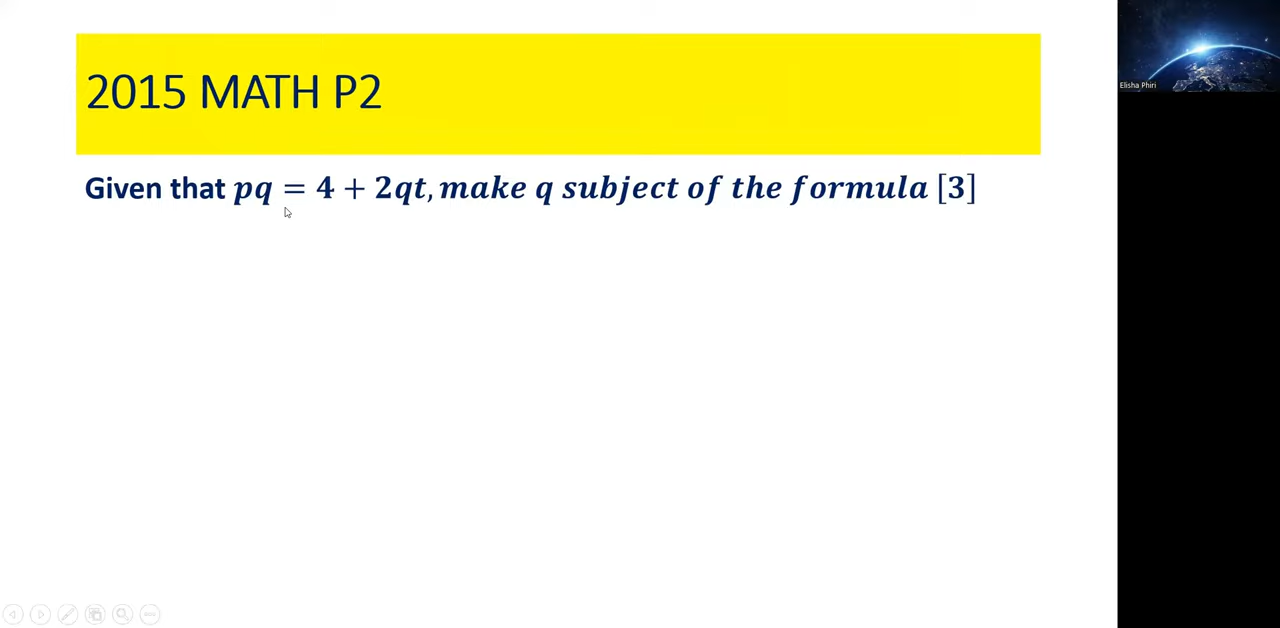 2015 MATH P2
Elisha Phiri
Given that pq = 4 + 2qt, make q subject of the formula [3]